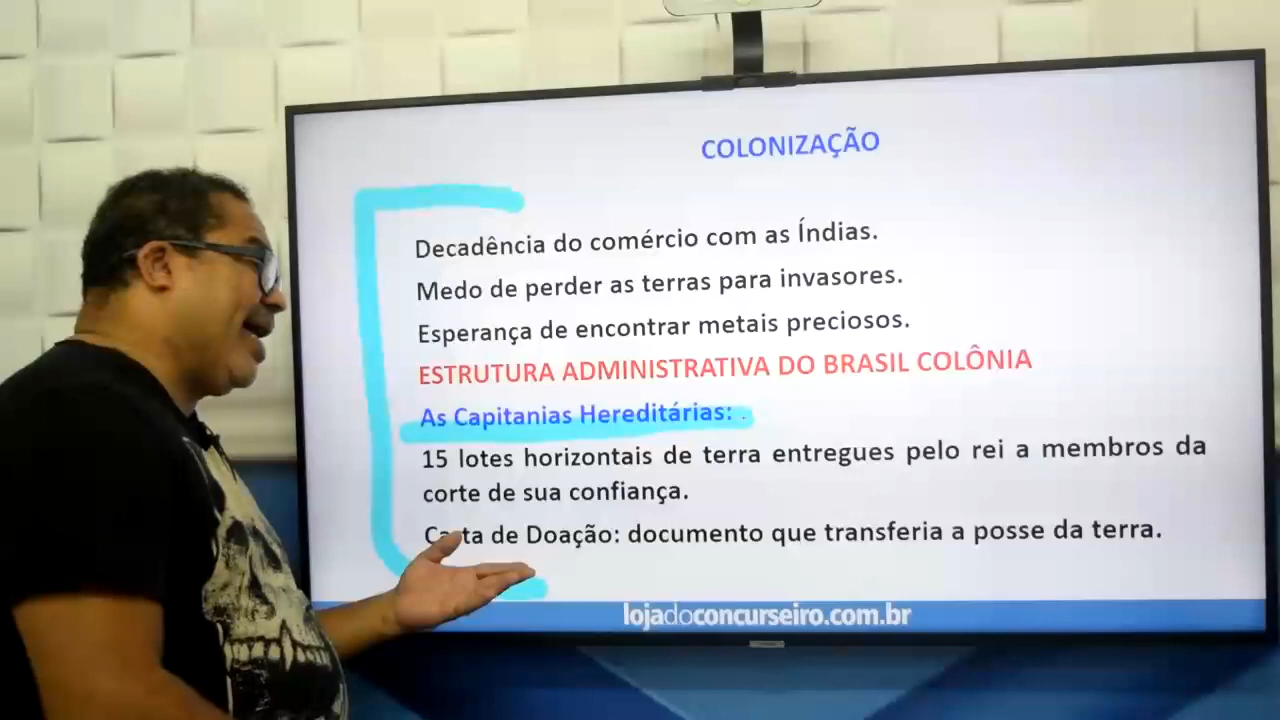 COLONIZAÇÃO
Decadência do comércio com as Índias.
Medo de perder as terras para invasores.
Esperança de encontrar metais preciosos.
ESTRUTURA ADMINISTRATIVA DO BRASIL COLÔNIA
As Capitanias Hereditárias: .
15 lotes horizontais de terra entregues pelo rei a membros da
corte de sua confiança.
Carta de Doação: documento que transferia a posse da terra.
lojadoconcurseiro.com.br